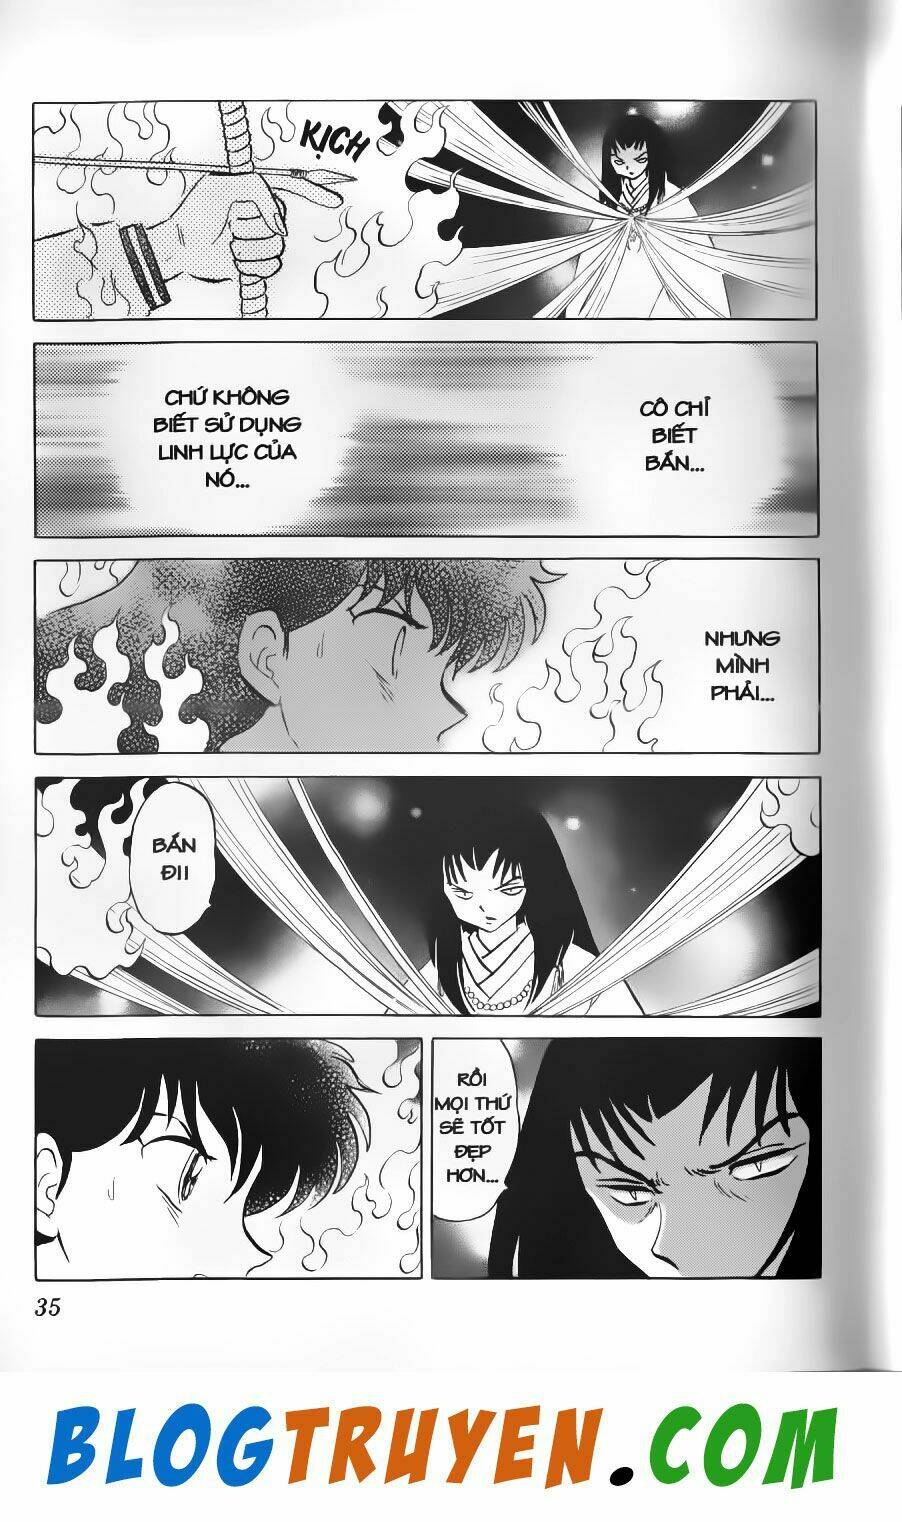 KỊCH
CÔ CHỈ
BIẾT
BẮN...
CHỨ KHÔNG
BIẾT SỬ DỤNG
LINH LỰC CỦA
NÓ...
NHƯNG
MÌNH
PHẢI...
BẮN
ĐI!
RỒI
MỌI THỨ
SẼ TỐT
ĐẸP
HƠN...
35
BLOGTRUYEN.COM